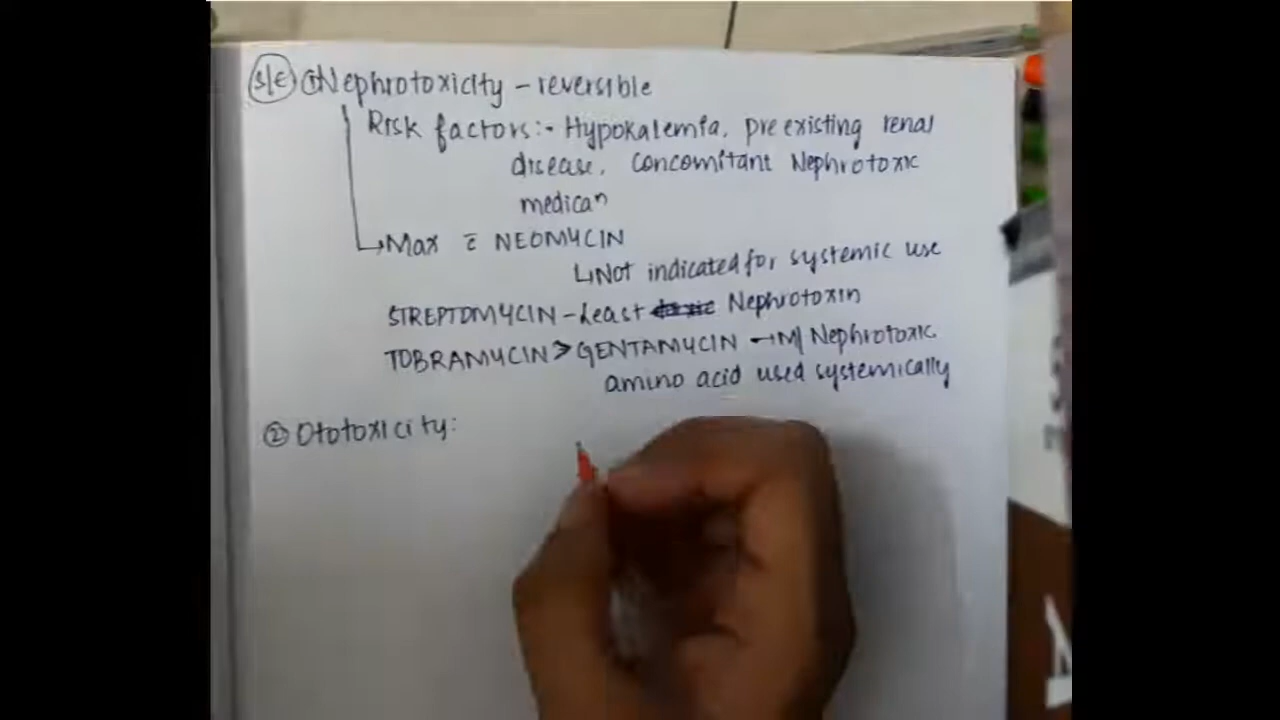 S/E ① Nephrotoxicity - reversible
Risk factors:- Hypokalemia, preexisting renal
disease, concomitant Nephrotoxic
medicaⁿ
→ Max c̄ NEOMYCIN
↳ Not indicated for systemic use
STREPTOMYCIN - Least Nephrotoxin
TOBRAMYCIN > GENTAMYCIN → M/ Nephrotoxic
amino acid used systemically
② Ototoxicity: